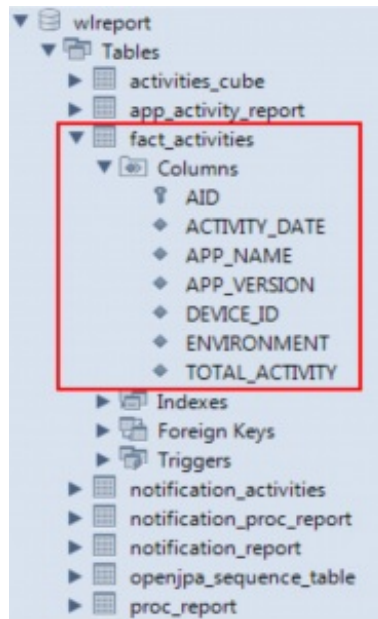 wlreport
Tables
activities_cube
app_activity_report
fact_activities
Columns
AID
ACTIVITY_DATE
APP_NAME
APP_VERSION
DEVICE_ID
ENVIRONMENT
TOTAL_ACTIVITY
Indexes
Foreign Keys
Triggers
notification_activities
notification_proc_report
notification_report
openjpa_sequence_table
proc_report